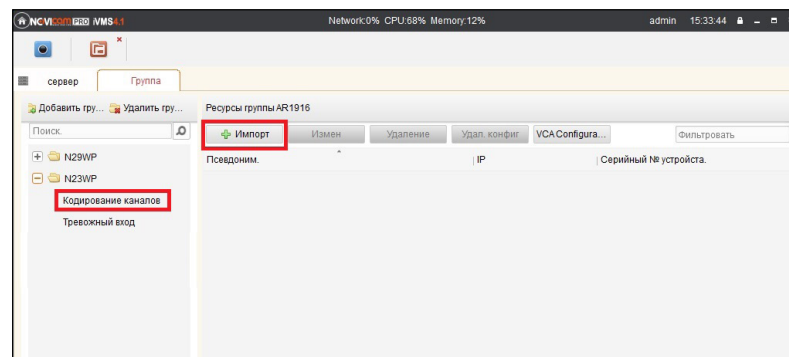 NOVICOM PRO iVMS4.1 Network:0% CPU:68% Memory:12% admin 15:33:44
сервер Группа
Добавить гру... Удалить гру... Ресурсы группы AR1916
Поиск. Импорт Измен Удаление Удал. конфиг VCA Configura... Фильтровать
Псевдоним. IP Серийный № устройства.
N29WP
N23WP
Кодирование каналов
Тревожный вход